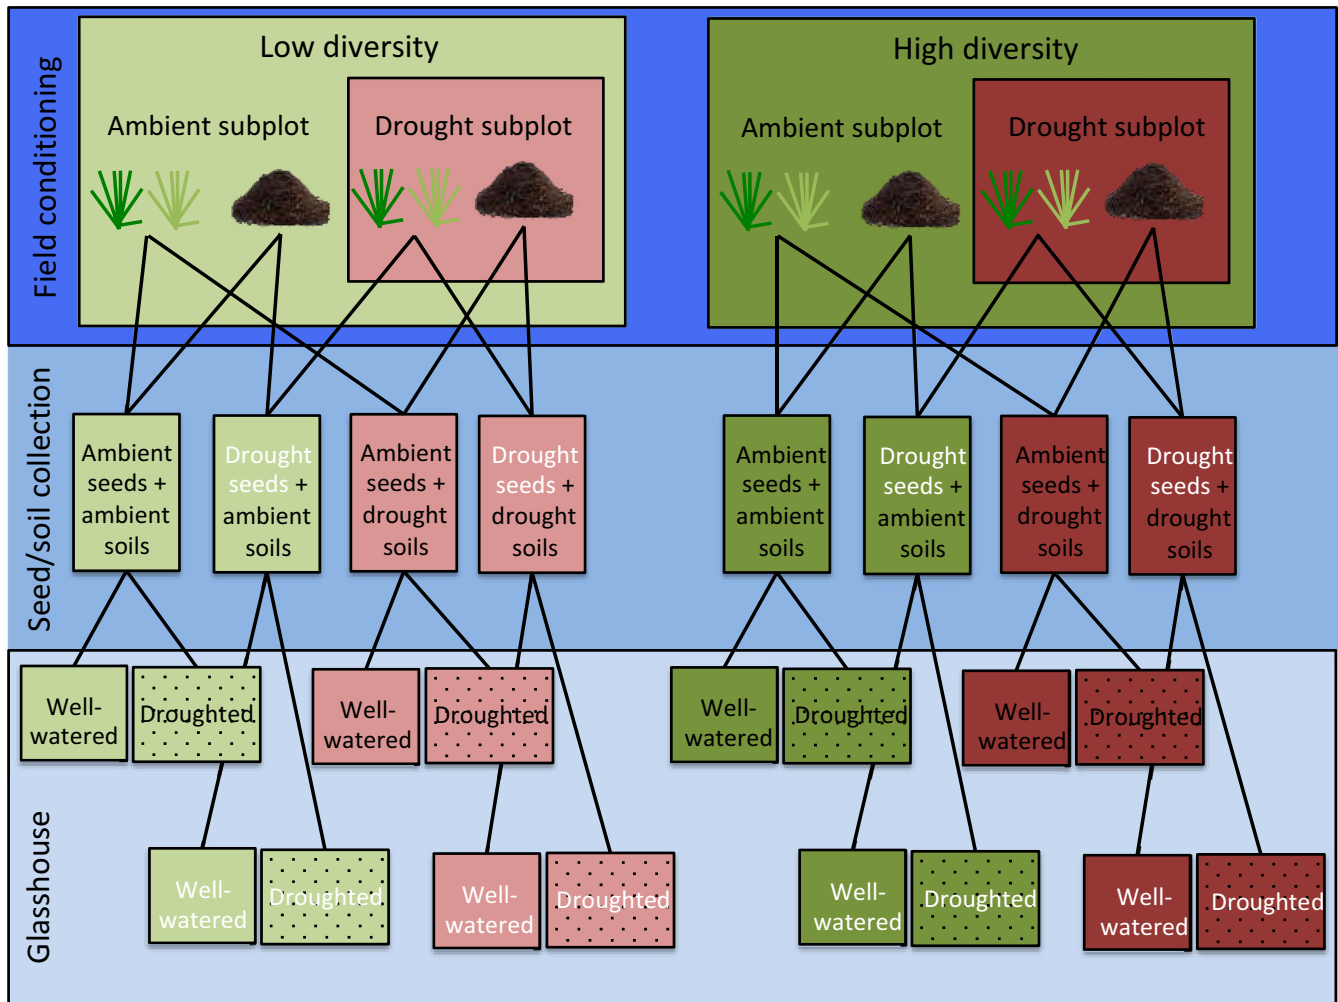 Field conditioning
Low diversity
Ambient subplot
Drought subplot
High diversity
Ambient subplot
Drought subplot
Seed/soil collection
Ambient
seeds +
ambient
soils
Drought
seeds +
ambient
soils
Ambient
seeds +
drought
soils
Drought
seeds +
drought
soils
Ambient
seeds +
ambient
soils
Drought
seeds +
ambient
soils
Ambient
seeds +
drought
soils
Drought
seeds +
drought
soils
Glasshouse
Well-
watered
Droughted
Well-
watered
Droughted
Well-
watered
Droughted
Well-
watered
Droughted
Well-
watered
Droughted
Well-
watered
Droughted
Well-
watered
Droughted
Well-
watered
Droughted